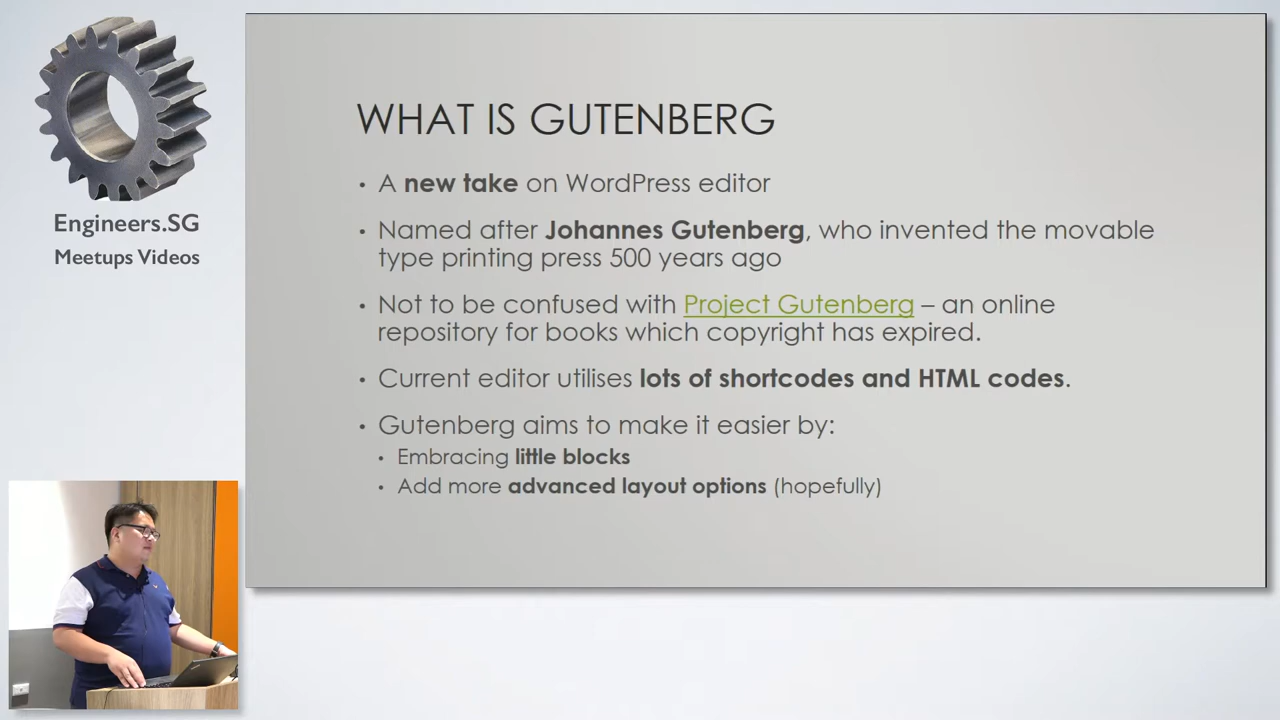 Engineers.SG
Meetups Videos
WHAT IS GUTENBERG
• A new take on WordPress editor
• Named after Johannes Gutenberg, who invented the movable
type printing press 500 years ago
• Not to be confused with Project Gutenberg – an online
repository for books which copyright has expired.
• Current editor utilises lots of shortcodes and HTML codes.
• Gutenberg aims to make it easier by:
• Embracing little blocks
• Add more advanced layout options (hopefully)